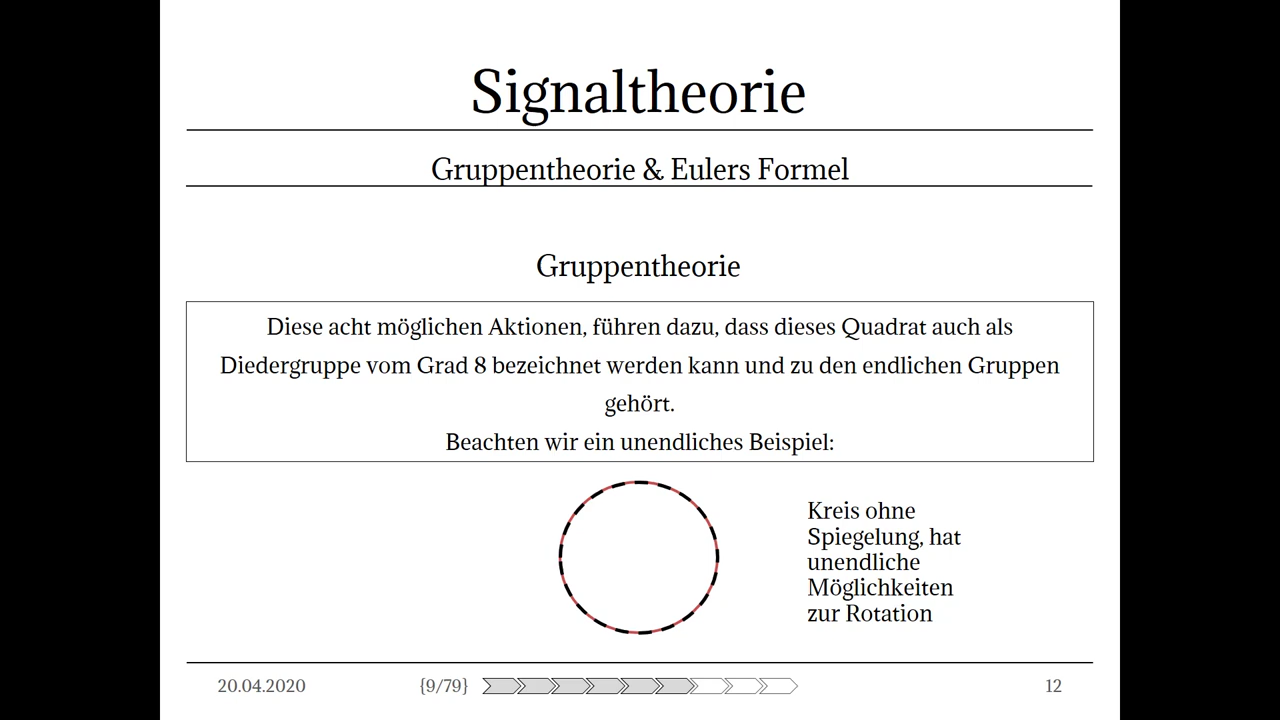 Signaltheorie
Gruppentheorie & Eulers Formel
Gruppentheorie
Diese acht möglichen Aktionen, führen dazu, dass dieses Quadrat auch als
Diedergruppe vom Grad 8 bezeichnet werden kann und zu den endlichen Gruppen
gehört.
Beachten wir ein unendliches Beispiel:
Kreis ohne
Spiegelung, hat
unendliche
Möglichkeiten
zur Rotation
20.04.2020
{9/79}
12